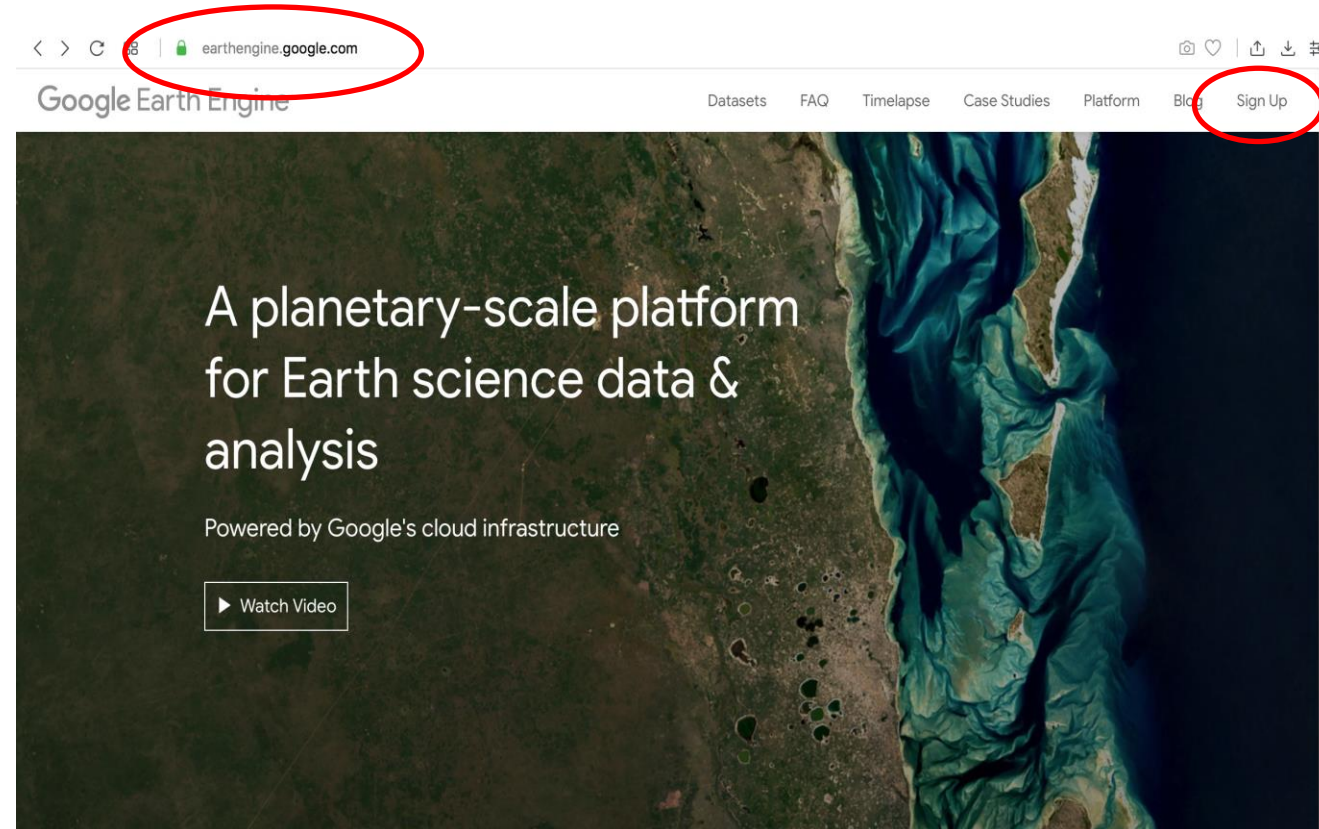 earthengine.google.com
Google Earth Engine
Datasets FAQ Timelapse Case Studies Platform Blog Sign Up
A planetary-scale platform
for Earth science data &
analysis
Powered by Google's cloud infrastructure
Watch Video